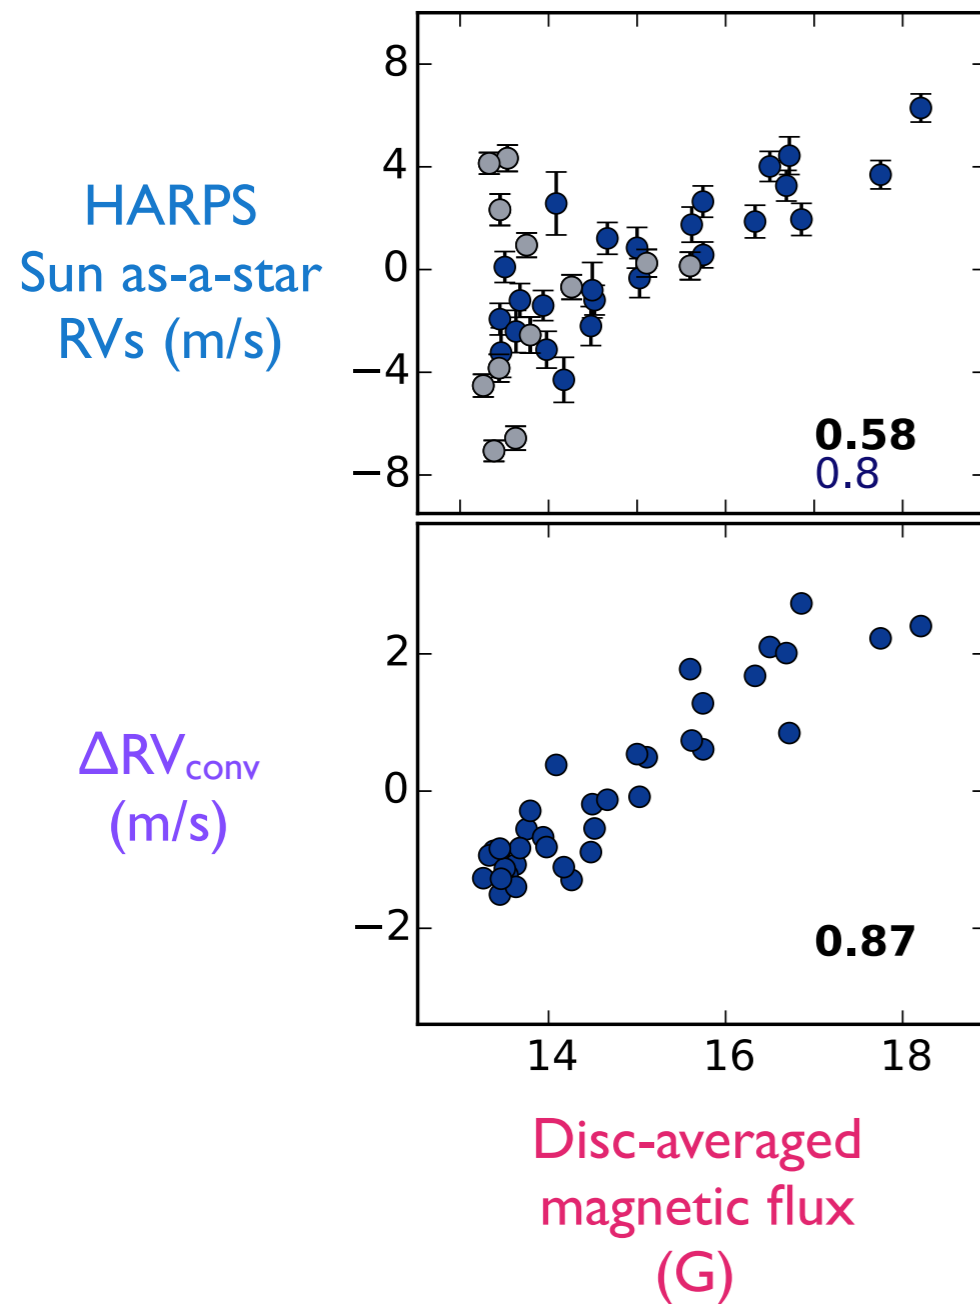 HARPS
Sun as-a-star
RVs (m/s)
8
4
0
−4
−8
0.58
0.8
ΔRVconv
(m/s)
2
0
−2
0.87
14 16 18
Disc-averaged
magnetic flux
(G)